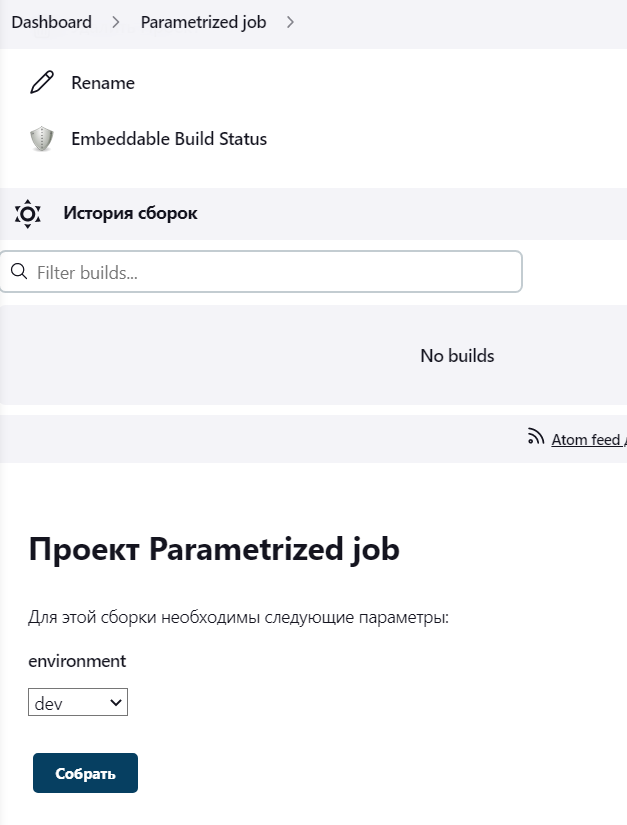 Dashboard Parametrized job
Rename
Embeddable Build Status
История сборок
Filter builds...
No builds
Atom feed
Проект Parametrized job
Для этой сборки необходимы следующие параметры:
environment
dev
Собрать